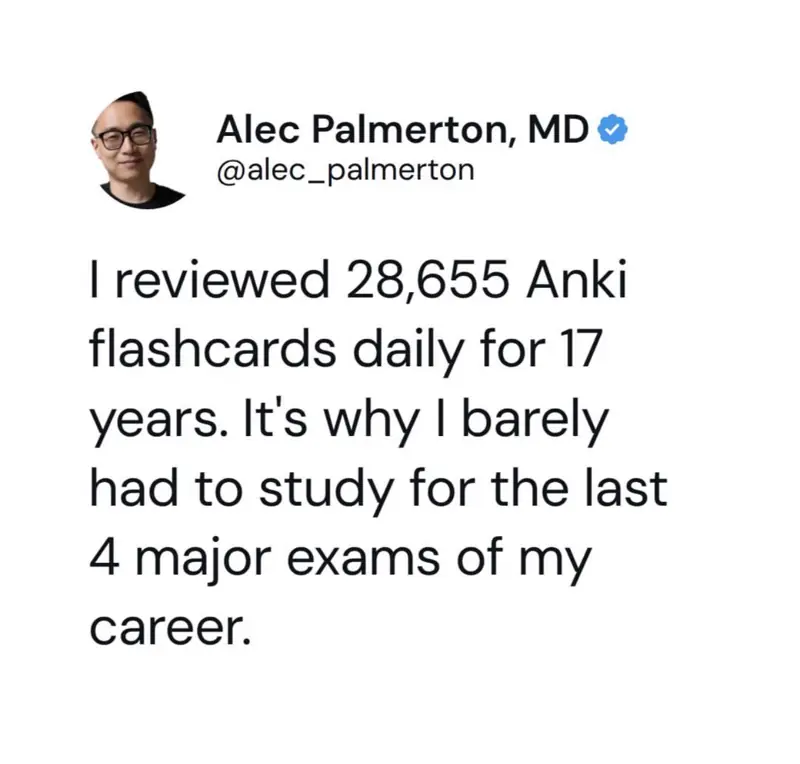 Alec Palmerton, MD
@alec_palmerton
I reviewed 28,655 Anki
flashcards daily for 17
years. It's why I barely
had to study for the last
4 major exams of my
career.